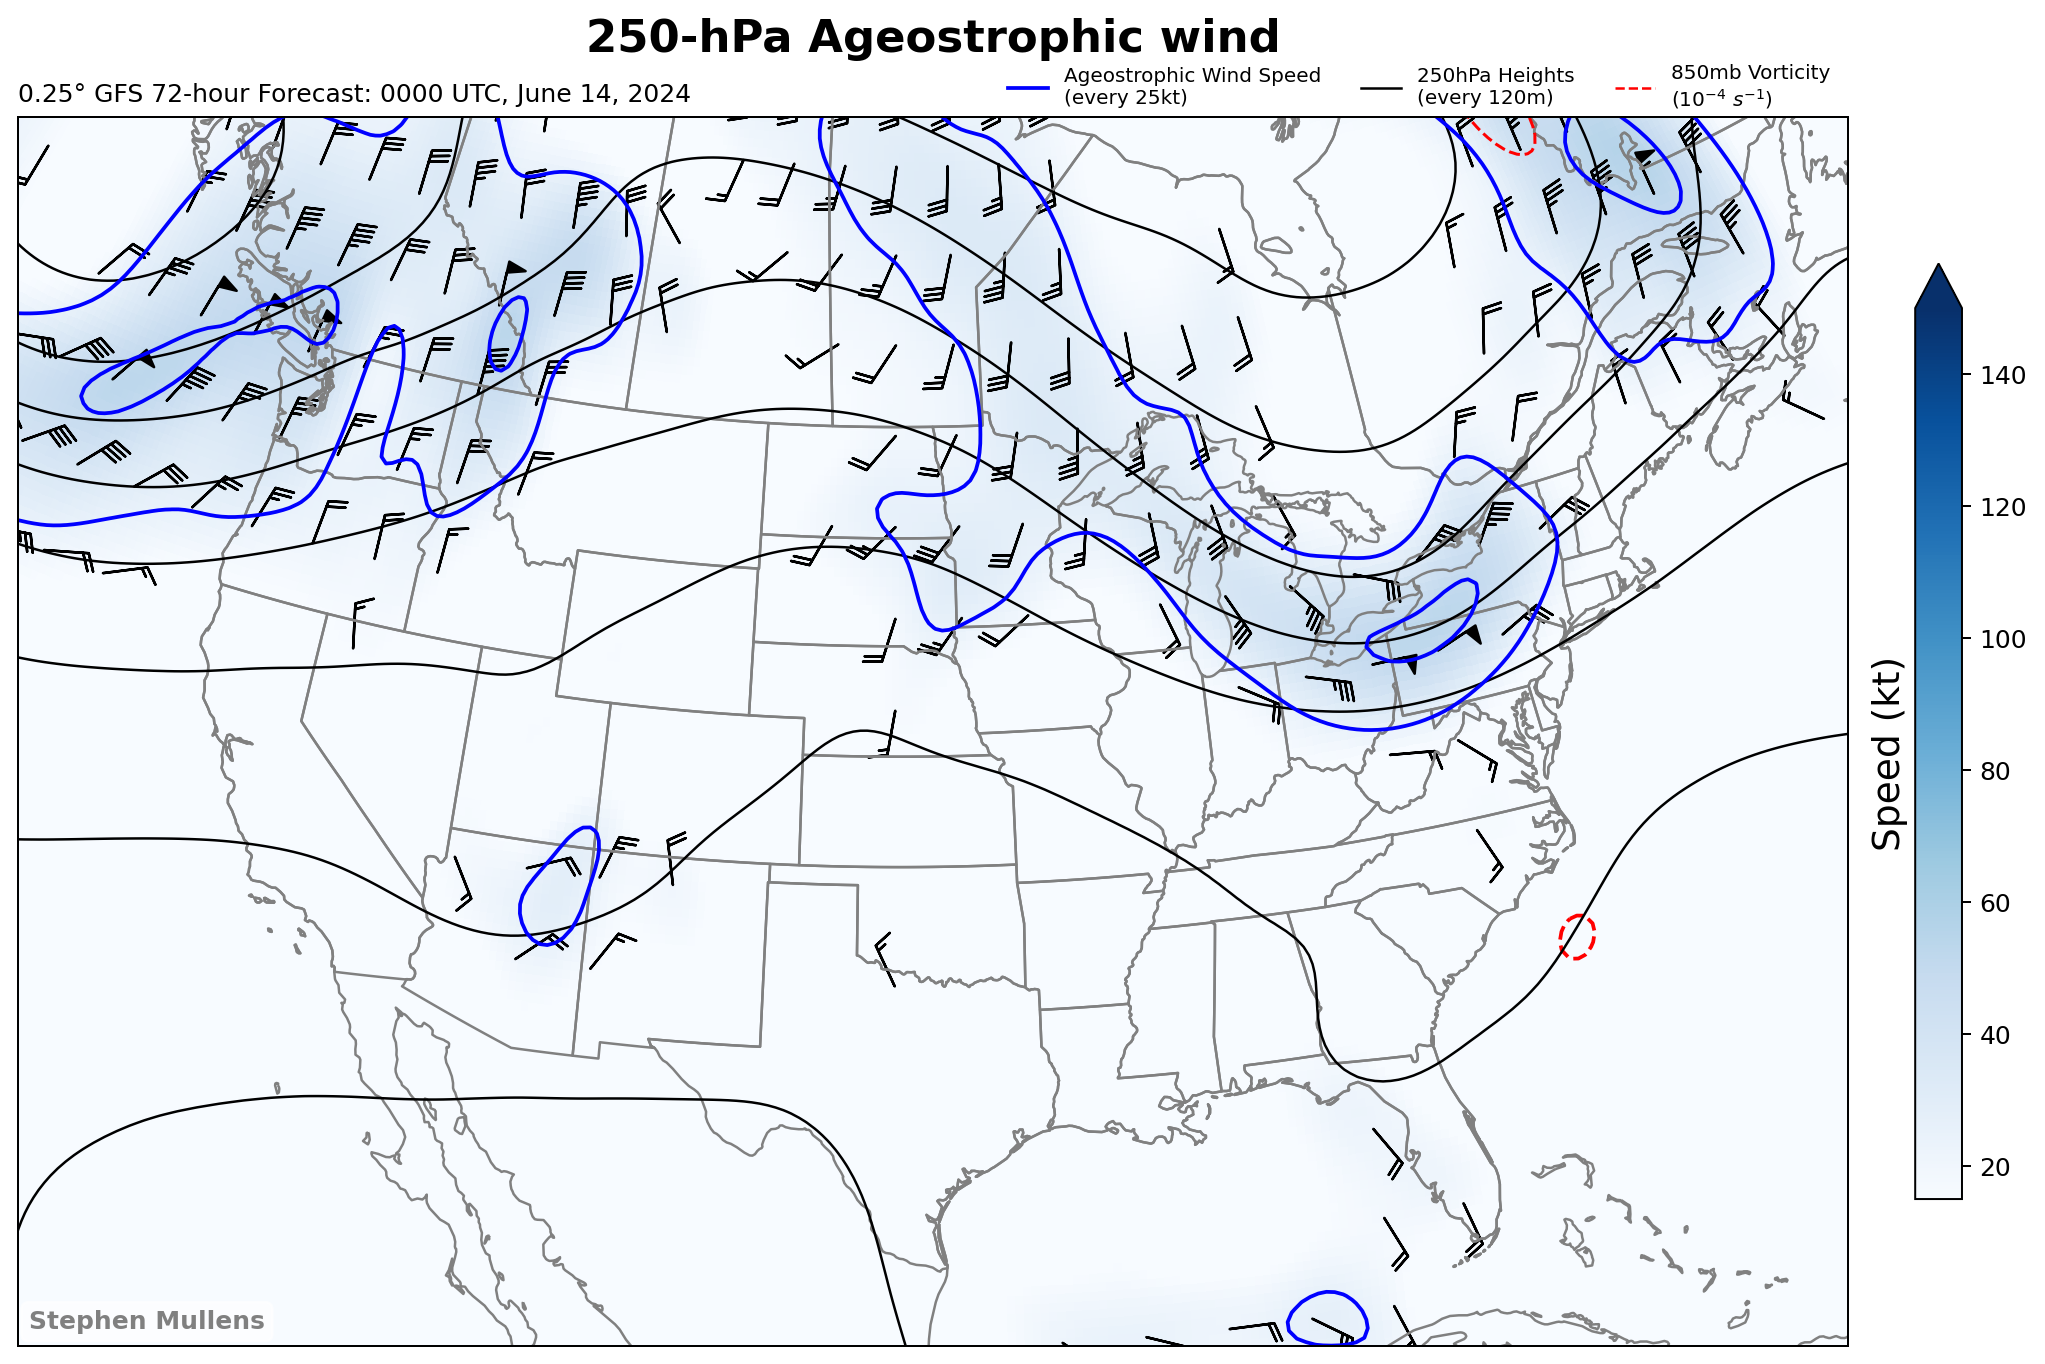 250-hPa Ageostrophic wind
0.25° GFS 72-hour Forecast: 0000 UTC, June 14, 2024
Ageostrophic Wind Speed
(every 25kt)
250hPa Heights
(every 120m)
850mb Vorticity
(10⁻⁴ s⁻¹)
140
120
100
80
60
40
20
Speed (kt)
Stephen Mullens